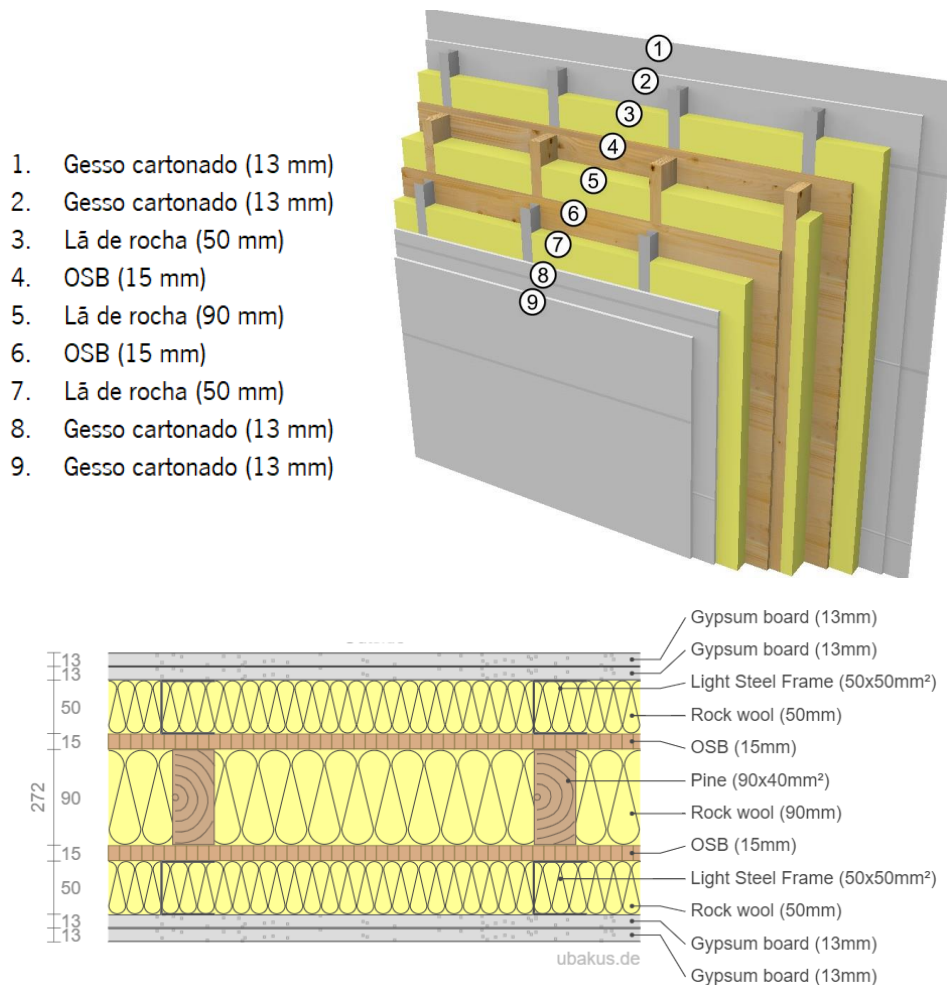 1. Gesso cartonado (13 mm)
2. Gesso cartonado (13 mm)
3. Lã de rocha (50 mm)
4. OSB (15 mm)
5. Lã de rocha (90 mm)
6. OSB (15 mm)
7. Lã de rocha (50 mm)
8. Gesso cartonado (13 mm)
9. Gesso cartonado (13 mm)
1
2
3
4
5
6
7
8
9
Gypsum board (13mm)
Gypsum board (13mm)
Light Steel Frame (50x50mm²)
Rock wool (50mm)
OSB (15mm)
Pine (90x40mm²)
Rock wool (90mm)
OSB (15mm)
Light Steel Frame (50x50mm²)
Rock wool (50mm)
Gypsum board (13mm)
Gypsum board (13mm)
13
13
50
15
90
15
50
13
13
272
ubakus.de